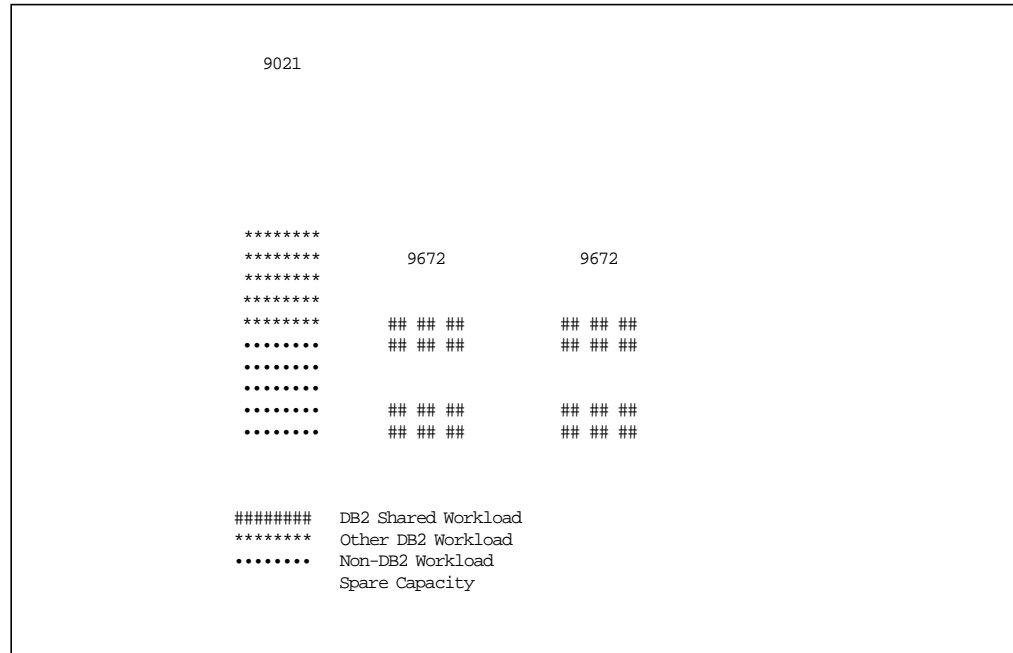 9021
********
******** 9672 9672
********
********
******** ## ## ## ## ## ##
•••••••• ## ## ## ## ## ##
••••••••
••••••••
•••••••• ## ## ## ## ## ##
•••••••• ## ## ## ## ## ##
######## DB2 Shared Workload
******** Other DB2 Workload
•••••••• Non-DB2 Workload
Spare Capacity